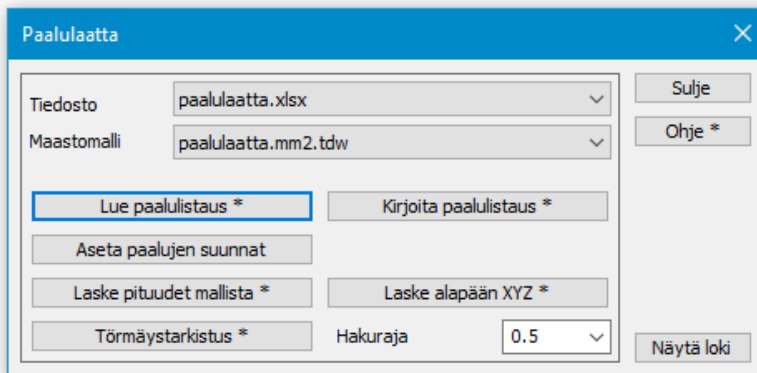 Paalulaatta
Tiedosto paalulaatta.xlsx Sulje
Maastomalli paalulaatta.mm2.tdw Ohje *
Lue paalulistaus * Kirjoita paalulistaus *
Aseta paalujen suunnat
Laske pituudet mallista * Laske alapään XYZ *
Törmäystarkistus * Hakuraja 0.5 Näytä loki